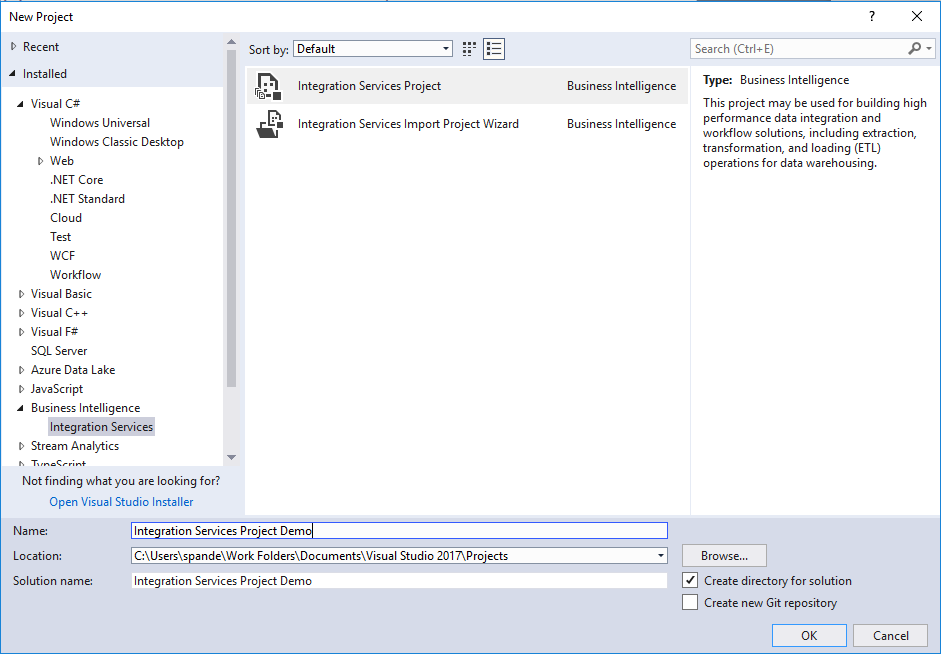 New Project
?
Recent
Installed
Visual C#
Windows Universal
Windows Classic Desktop
Web
.NET Core
.NET Standard
Cloud
Test
WCF
Workflow
Visual Basic
Visual C++
Visual F#
SQL Server
Azure Data Lake
JavaScript
Business Intelligence
Integration Services
Stream Analytics
TypeScript
Not finding what you are looking for?
Open Visual Studio Installer
Sort by: Default
Integration Services Project Business Intelligence
Integration Services Import Project Wizard Business Intelligence
Search (Ctrl+E)
Type: Business Intelligence
This project may be used for building high
performance data integration and
workflow solutions, including extraction,
transformation, and loading (ETL)
operations for data warehousing.
Name: Integration Services Project Demo
Location: C:\Users\spande\Work Folders\Documents\Visual Studio 2017\Projects
Browse...
Solution name: Integration Services Project Demo
Create directory for solution
Create new Git repository
OK Cancel